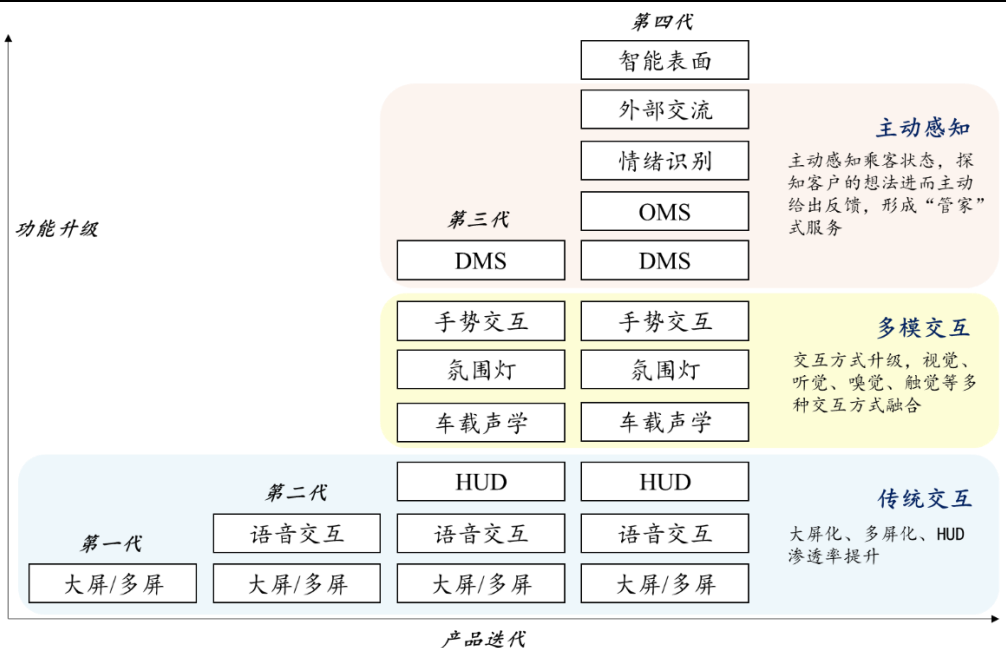 第四代
智能表面
外部交流
主动感知
情绪识别
主动感知乘客状态，探
知客户的想法进而主动
给出反馈，形成“管家”
式服务
OMS
第三代
功能升级
DMS
DMS
手势交互
手势交互
多模交互
交互方式升级，视觉、
听觉、嗅觉、触觉等多
种交互方式融合
氛围灯
氛围灯
车载声学
车载声学
HUD
HUD
第二代
传统交互
大屏化、多屏化、HUD
渗透率提升
语音交互
语音交互
语音交互
第一代
大屏/多屏
大屏/多屏
大屏/多屏
大屏/多屏
产品迭代